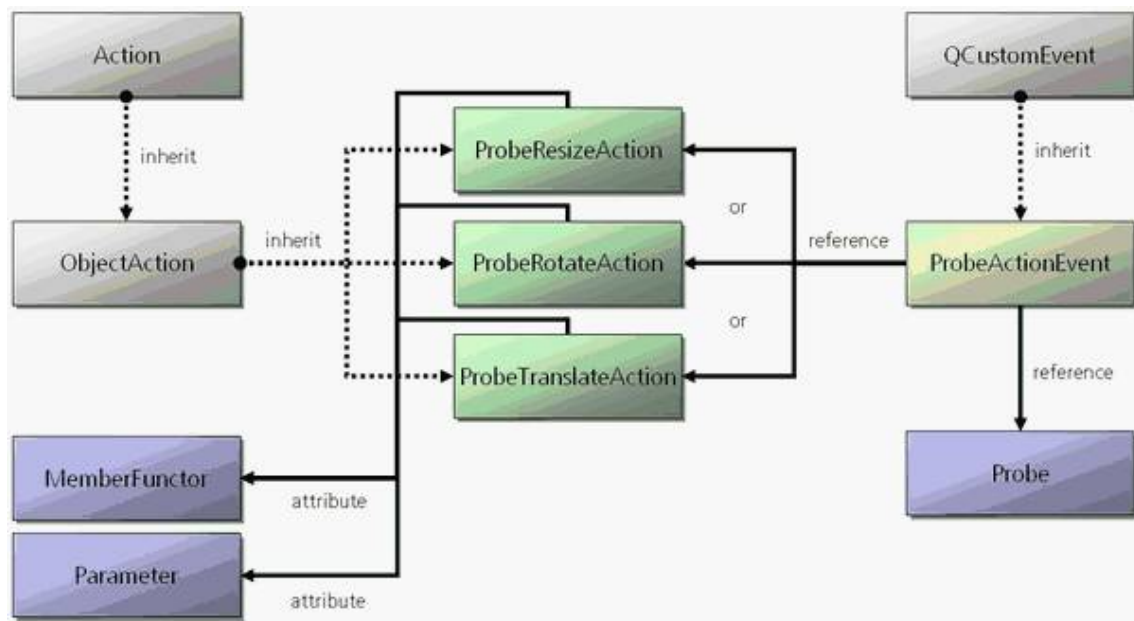 Action
QCustomEvent
inherit
ProbeResizeAction
inherit
or
ObjectAction
inherit
ProbeRotateAction
reference
ProbeActionEvent
or
ProbeTranslateAction
reference
MemberFunctor
attribute
Probe
Parameter
attribute